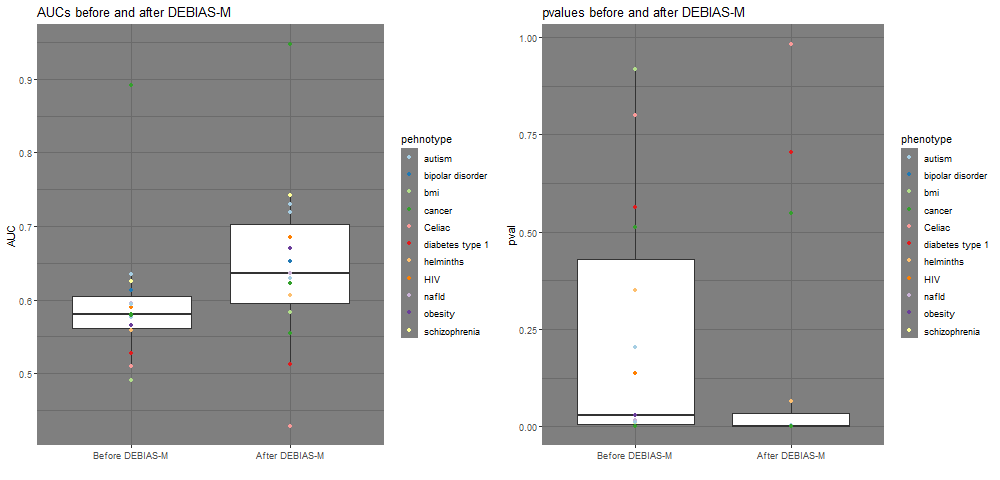 AUCs before and after DEBIAS-M
AUC
0.9
0.8
0.7
0.6
0.5
Before DEBIAS-M
After DEBIAS-M
pehnotype
autism
bipolar disorder
bmi
cancer
Celiac
diabetes type 1
helminths
HIV
nafld
obesity
schizophrenia
pvalues before and after DEBIAS-M
pval
1.00
0.75
0.50
0.25
0.00
Before DEBIAS-M
After DEBIAS-M
phenotype
autism
bipolar disorder
bmi
cancer
Celiac
diabetes type 1
helminths
HIV
nafld
obesity
schizophrenia